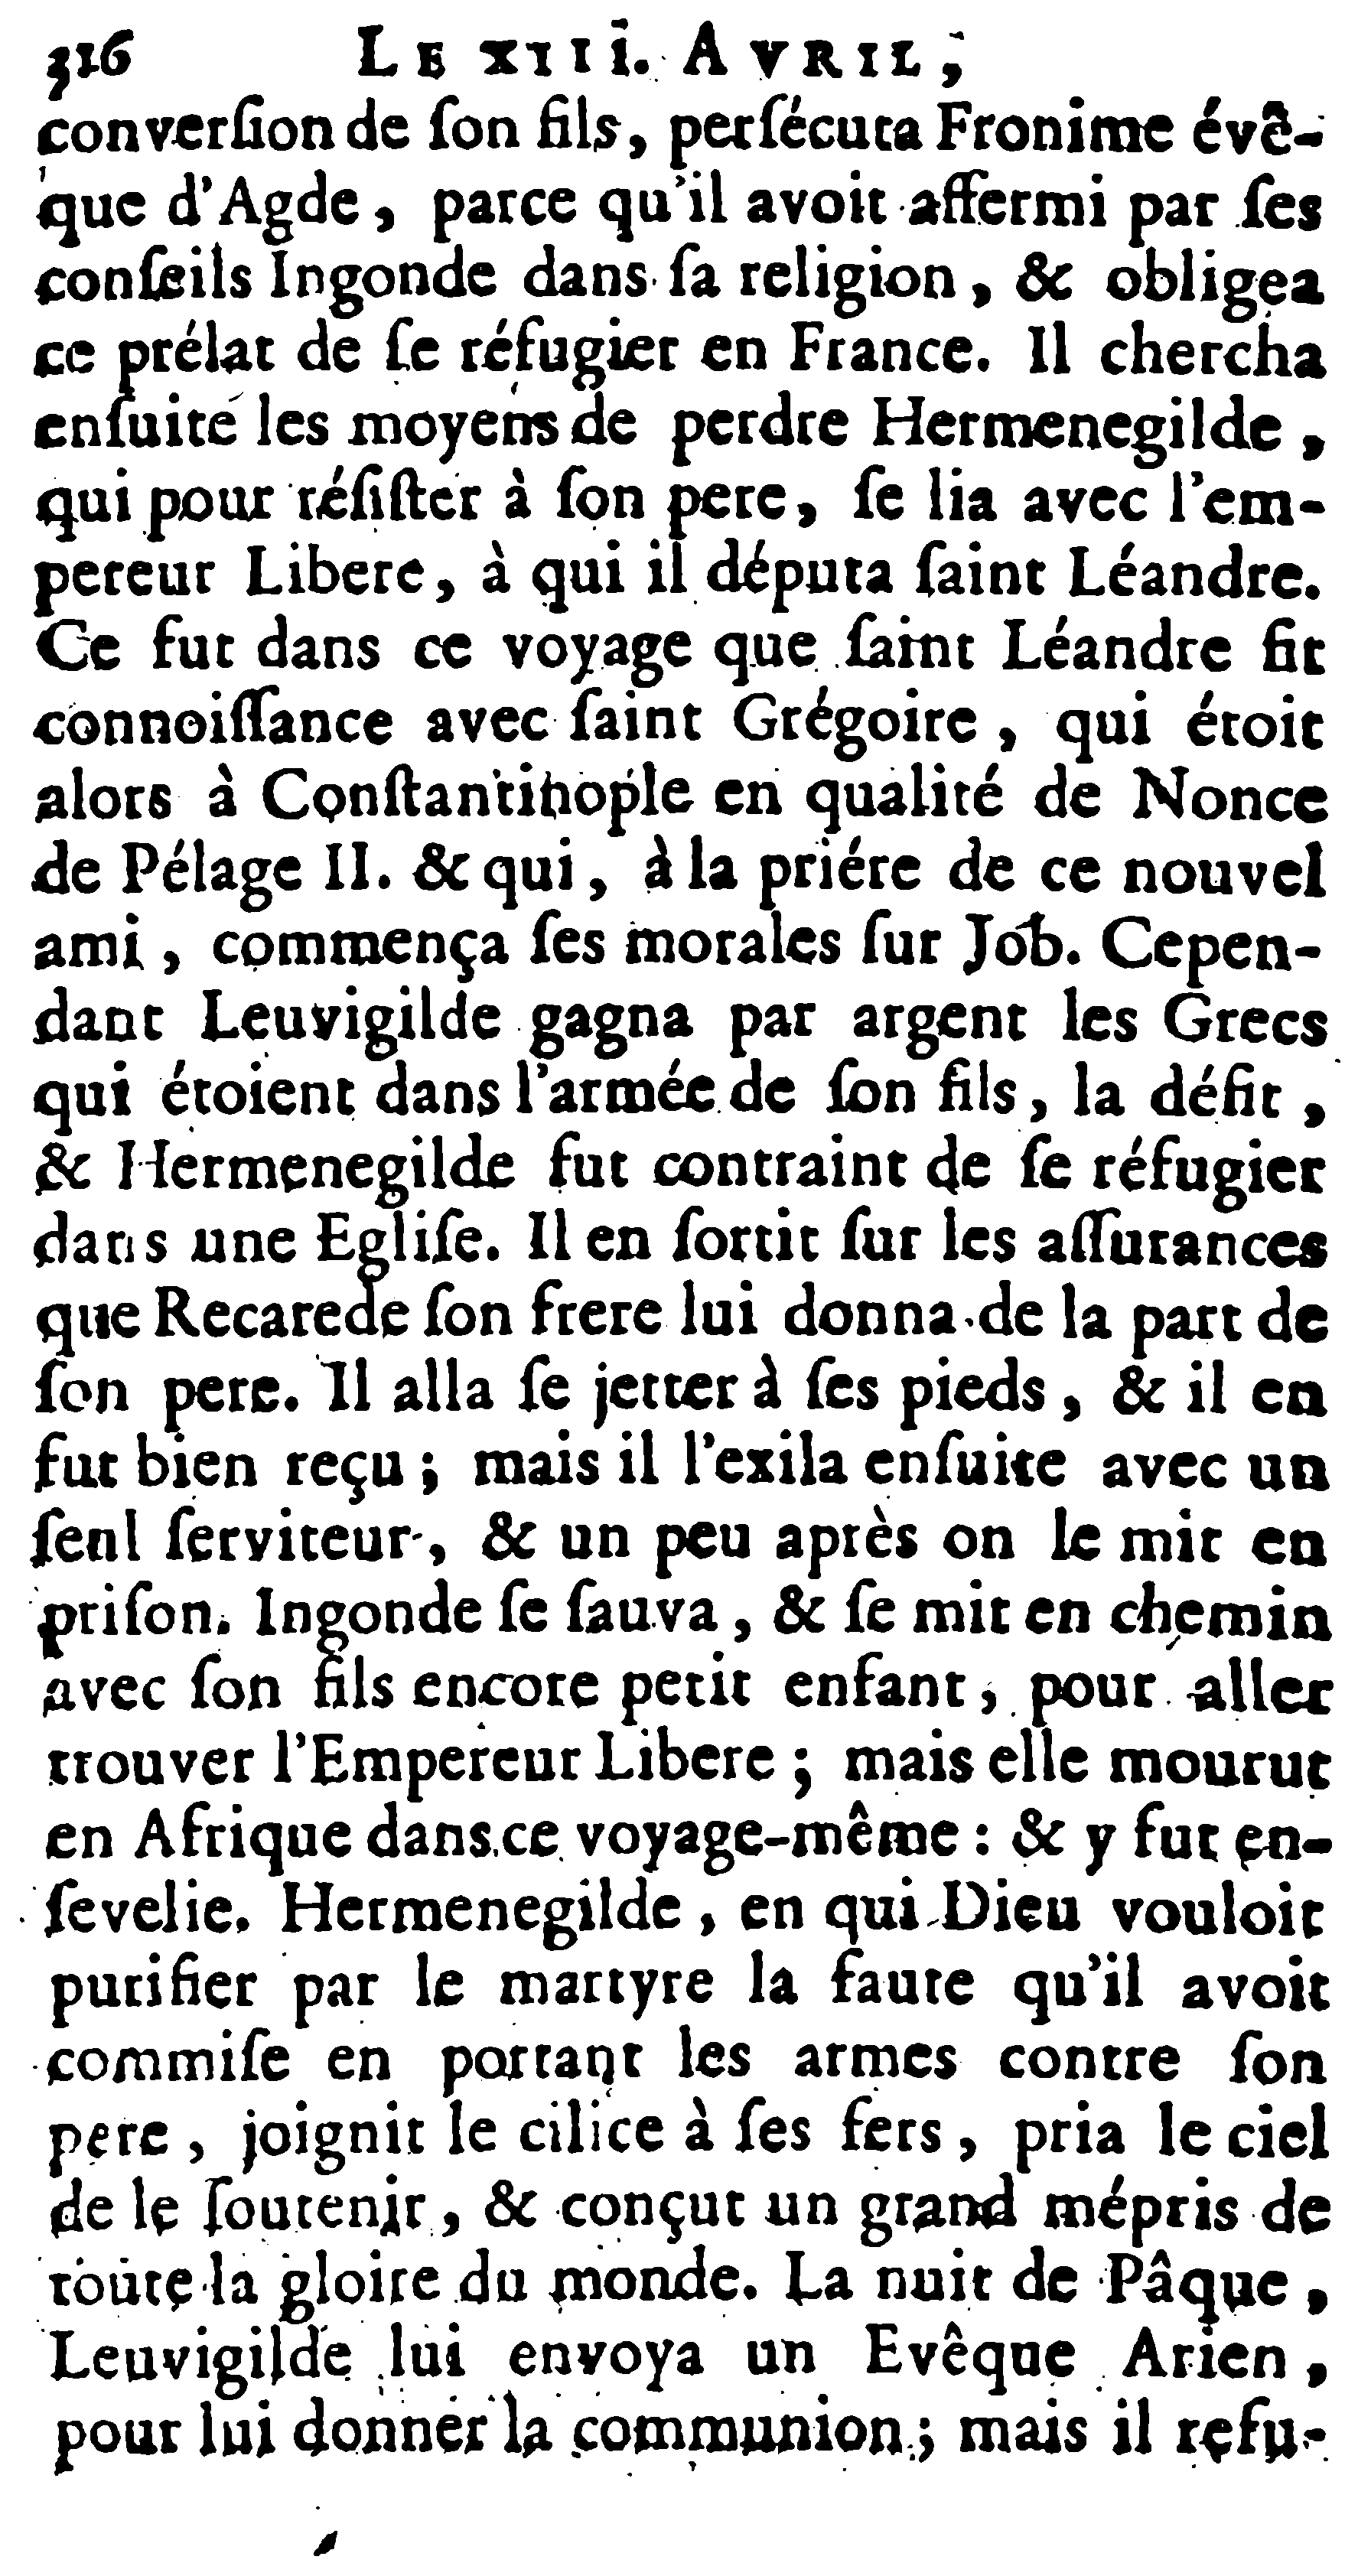 316 LE XIII. AVRIL,
converſion de ſon fils, perſécuta Fronime évê-
que d'Agde, parce qu'il avoit affermi par ſes
conſeils Ingonde dans ſa religion, & obligea
ce prélat de ſe réfugier en France. Il chercha
enſuite les moyens de perdre Hermenegilde,
qui pour réſiſter à ſon pere, ſe lia avec l'em-
pereur Libere, à qui il députa ſaint Léandre.
Ce fut dans ce voyage que ſaint Léandre fit
connoiſſance avec ſaint Grégoire, qui étoit
alors à Conſtantinople en qualité de Nonce
de Pélage II. & qui, à la priére de ce nouvel
ami, commença ſes morales ſur Job. Cepen-
dant Leuvigilde gagna par argent les Grecs
qui étoient dans l'armée de ſon fils, la défit,
& Hermenegilde fut contraint de ſe réfugier
dans une Egliſe. Il en ſortit ſur les aſſurances
que Recarede ſon frere lui donna de la part de
ſon pere. Il alla ſe jetter à ſes pieds, & il en
fut bien reçu; mais il l'exila enſuite avec un
ſenl ſerviteur, & un peu après on le mit en
priſon. Ingonde ſe ſauva, & ſe mit en chemin
avec ſon fils encore petit enfant, pour aller
trouver l'Empereur Libere; mais elle mourut
en Afrique dans ce voyage-même: & y fut en-
ſevelie. Hermenegilde, en qui Dieu vouloit
purifier par le martyre la faute qu'il avoit
commiſe en portant les armes contre ſon
pere, joignit le cilice à ſes fers, pria le ciel
de le ſoutenir, & conçut un grand mépris de
toute la gloire du monde. La nuit de Pâque,
Leuvigilde lui envoya un Evêque Arien,
pour lui donner la communion; mais il refu-